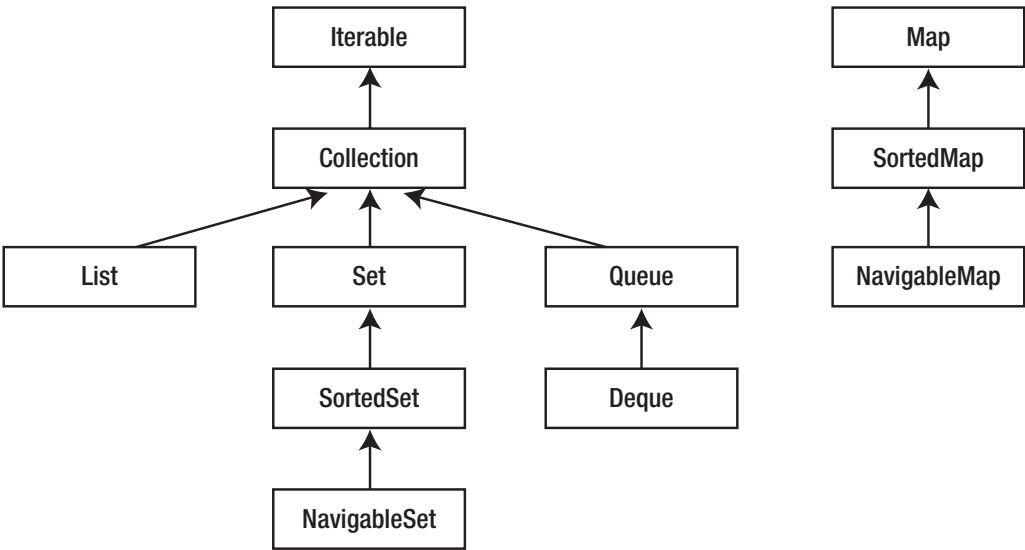 Iterable
Map
Collection
SortedMap
List
Set
Queue
NavigableMap
SortedSet
Deque
NavigableSet